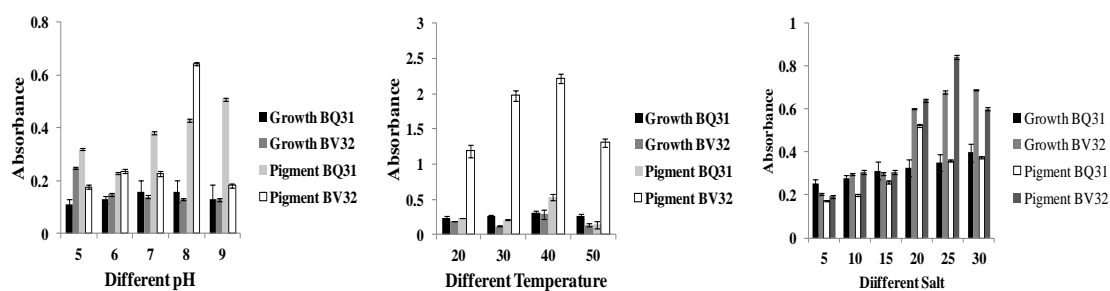 0.8
0.6
0.4
0.2
0
Absorbance
5 6 7 8 9
Different pH
Growth BQ31
Growth BV32
Pigment BQ31
Pigment BV32
3
2.5
2
1.5
1
0.5
0
Absorbance
20 30 40 50
Different Temperature
Growth BQ31
Growth BV32
Pigment BQ31
Pigment BV32
1
0.8
0.6
0.4
0.2
0
Absorbance
5 10 15 20 25 30
Diifferent Salt
Growth BQ31
Growth BV32
Pigment BQ31
Pigment BV32